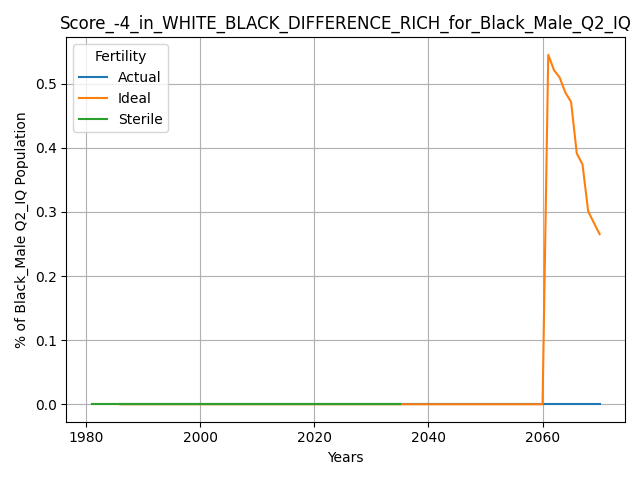 Score_-4_in_WHITE_BLACK_DIFFERENCE_RICH_for_Black_Male_Q2_IQ
Fertility
Actual
Ideal
Sterile
% of Black_Male Q2_IQ Population
0.5
0.4
0.3
0.2
0.1
0.0
1980 2000 2020 2040 2060
Years